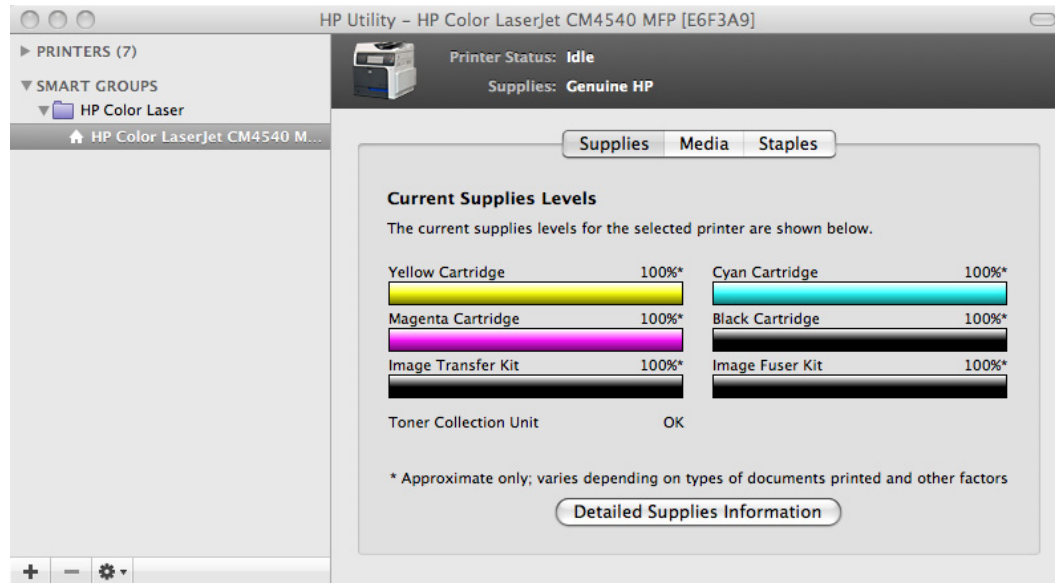 HP Utility – HP Color LaserJet CM4540 MFP [E6F3A9]
PRINTERS (7)
SMART GROUPS
HP Color Laser
HP Color LaserJet CM4540 M...
Printer Status: Idle
Supplies: Genuine HP
Supplies Media Staples
Current Supplies Levels
The current supplies levels for the selected printer are shown below.
Yellow Cartridge 100%* Cyan Cartridge 100%*
Magenta Cartridge 100%* Black Cartridge 100%*
Image Transfer Kit 100%* Image Fuser Kit 100%*
Toner Collection Unit OK
* Approximate only; varies depending on types of documents printed and other factors
Detailed Supplies Information